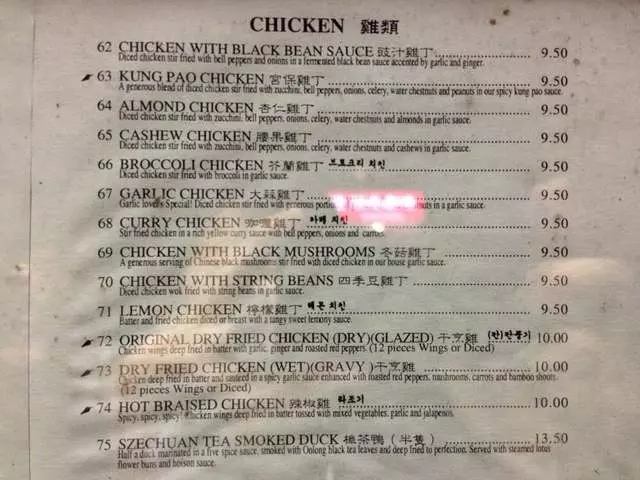 CHICKEN 雞類
62 CHICKEN WITH BLACK BEAN SAUCE 豉汁雞丁 9.50
Diced chicken stir fried with bell peppers and onions in a fermented black bean sauce accented by garlic and ginger.
63 KUNG PAO CHICKEN 宮保雞丁 9.50
A generous blend of diced chicken stir fried with zucchini, bell peppers, onions, celery, water chestnuts and peanuts in our spicy kung pao sauce.
64 ALMOND CHICKEN 杏仁雞丁 9.50
Diced chicken stir fried with zucchini, bell peppers, onions, celery, water chestnuts and almonds in garlic sauce.
65 CASHEW CHICKEN 腰果雞丁 9.50
Diced chicken stir fried with zucchini, bell peppers, onions, celery, water chestnuts and cashews in garlic sauce.
66 BROCCOLI CHICKEN 芥蘭雞丁 브로코리 치킨 9.50
Diced chicken stir fried with broccoli in garlic sauce.
67 GARLIC CHICKEN 大蒜雞丁 9.50
Garlic lover's Special! Diced chicken stir fried with generous in a garlic sauce.
68 CURRY CHICKEN 咖喱雞丁 카레 치킨 9.50
Stir fried chicken in a rich yellow curry sauce with bell peppers, onions and carrots.
69 CHICKEN WITH BLACK MUSHROOMS 冬菇雞丁 9.50
A generous serving of Chinese black mushrooms stir fried with diced chicken in our house garlic sauce.
70 CHICKEN WITH STRING BEANS 四季豆雞丁 9.50
Diced chicken wok fried with string beans in garlic sauce.
71 LEMON CHICKEN 檸檬雞丁 레몬 치킨 9.50
Batter and fried chicken diced or breast with a tangy sweet lemony sauce.
72 ORIGINAL DRY FRIED CHICKEN (DRY)(GLAZED) 干烹雞 (깐)깐풍기 10.00
Chicken wings deep fried in batter with garlic, ginger and roasted red peppers. (12 pieces Wings or Diced)
73 DRY FRIED CHICKEN (WET)(GRAVY)干烹雞 10.00
Chicken deep fried in batter and sauteed in a spicy garlic sauce enhanced with roasted red peppers, mushrooms, carrots and bamboo shoots.
(12 pieces Wings or Diced)
74 HOT BRAISED CHICKEN 辣椒雞 라조기 10.00
Spicy, spicy, spicy! Chicken wings deep fried in batter tossed with mixed vegetables, garlic and jalapenos.
75 SZECHUAN TEA SMOKED DUCK 樟茶鴨 (半隻) 13.50
Half a duck marinated in a five spice sauce, smoked with Oolong black tea leaves and deep fried to perfection. Served with steamed lotus
flower buns and hoison sauce.